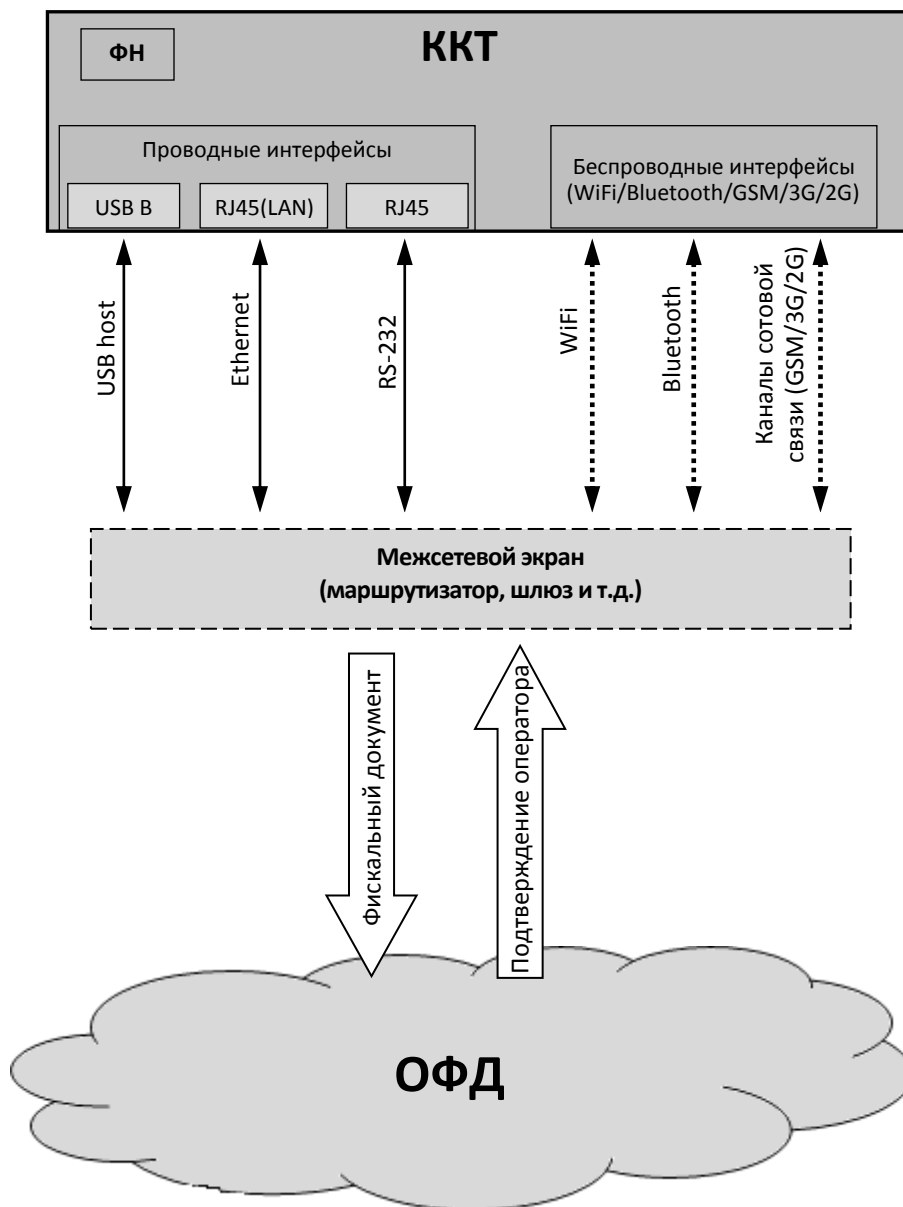 ККТ
ФН
Проводные интерфейсы
USB B
RJ45(LAN)
RJ45
Беспроводные интерфейсы
(WiFi/Bluetooth/GSM/3G/2G)
USB host
Ethernet
RS-232
WiFi
Bluetooth
Каналы сотовой
связи (GSM/3G/2G)
Межсетевой экран
(маршрутизатор, шлюз и т.д.)
Фискальный документ
Подтверждение оператора
ОФД